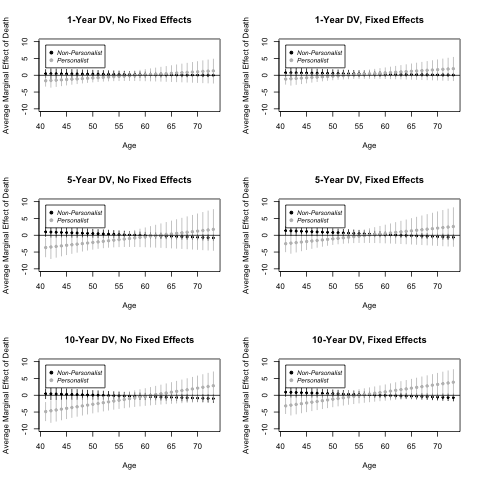 1-Year DV, No Fixed Effects
Average Marginal Effect of Death
10
5
0
-5
-10
Non-Personalist
Personalist
40 45 50 55 60 65 70
Age
1-Year DV, Fixed Effects
Average Marginal Effect of Death
10
5
0
-5
-10
Non-Personalist
Personalist
40 45 50 55 60 65 70
Age
5-Year DV, No Fixed Effects
Average Marginal Effect of Death
10
5
0
-5
-10
Non-Personalist
Personalist
40 45 50 55 60 65 70
Age
5-Year DV, Fixed Effects
Average Marginal Effect of Death
10
5
0
-5
-10
Non-Personalist
Personalist
40 45 50 55 60 65 70
Age
10-Year DV, No Fixed Effects
Average Marginal Effect of Death
10
5
0
-5
-10
Non-Personalist
Personalist
40 45 50 55 60 65 70
Age
10-Year DV, Fixed Effects
Average Marginal Effect of Death
10
5
0
-5
-10
Non-Personalist
Personalist
40 45 50 55 60 65 70
Age